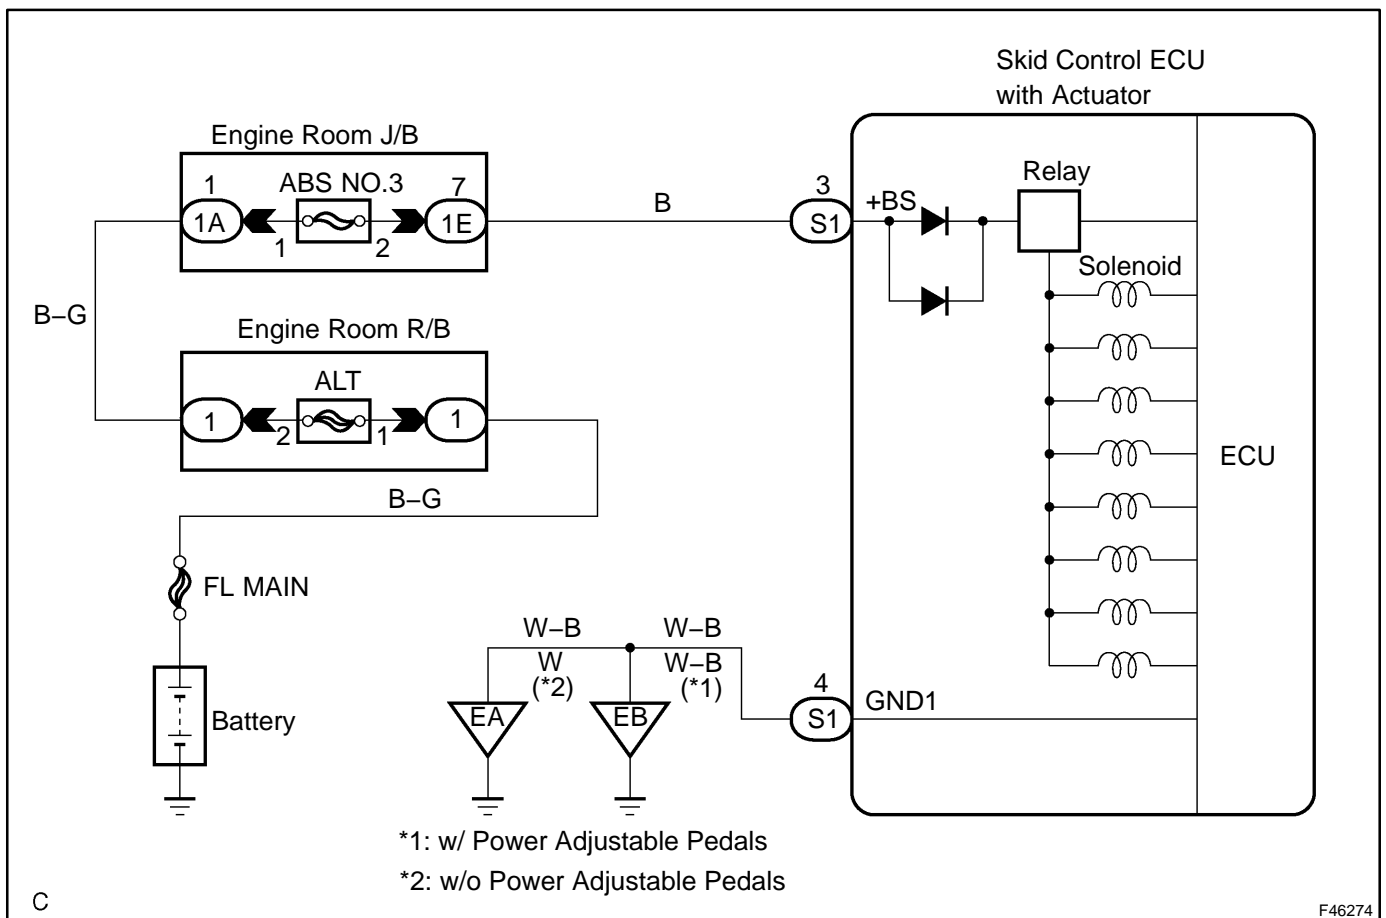 Skid Control ECU
with Actuator
Engine Room J/B
1
ABS NO.3
7
1A
1
2
1E
B
3
S1
+BS
Relay
Solenoid
B–G
Engine Room R/B
ALT
1
2
1
1
ECU
B–G
FL MAIN
W–B
W–B
W
(*2)
W–B
(*1)
4
S1
GND1
EA
EB
Battery
*1: w/ Power Adjustable Pedals
*2: w/o Power Adjustable Pedals
C
F46274